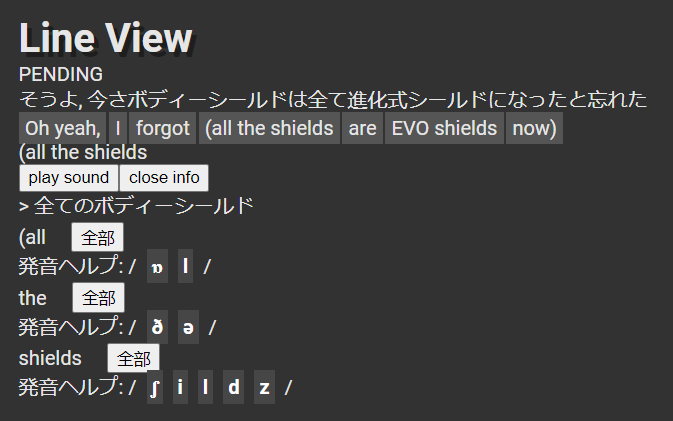 Line View
PENDING
そうよ, 今さボディーシールドは全て進化式シールドになったと忘れた
Oh yeah, I forgot (all the shields are EVO shields now)
(all the shields
play sound close info
> 全てのボディーシールド
(all 全部
発音ヘルプ: / ɒ l /
the 全部
発音ヘルプ: / ð ə /
shields 全部
発音ヘルプ: / ʃ i l d z /